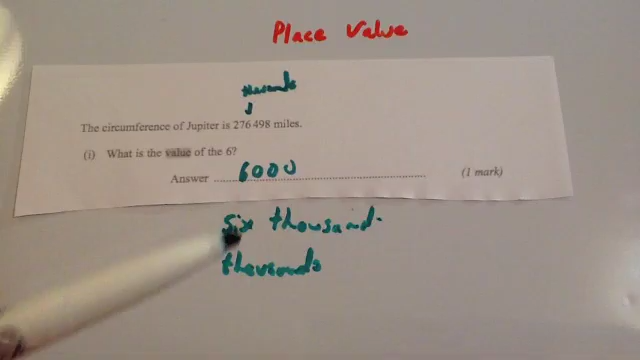 Place Value
thousands
The circumference of Jupiter is 276 498 miles.
(i) What is the value of the 6?
Answer 6000 (1 mark)
Six thousand.
thousands